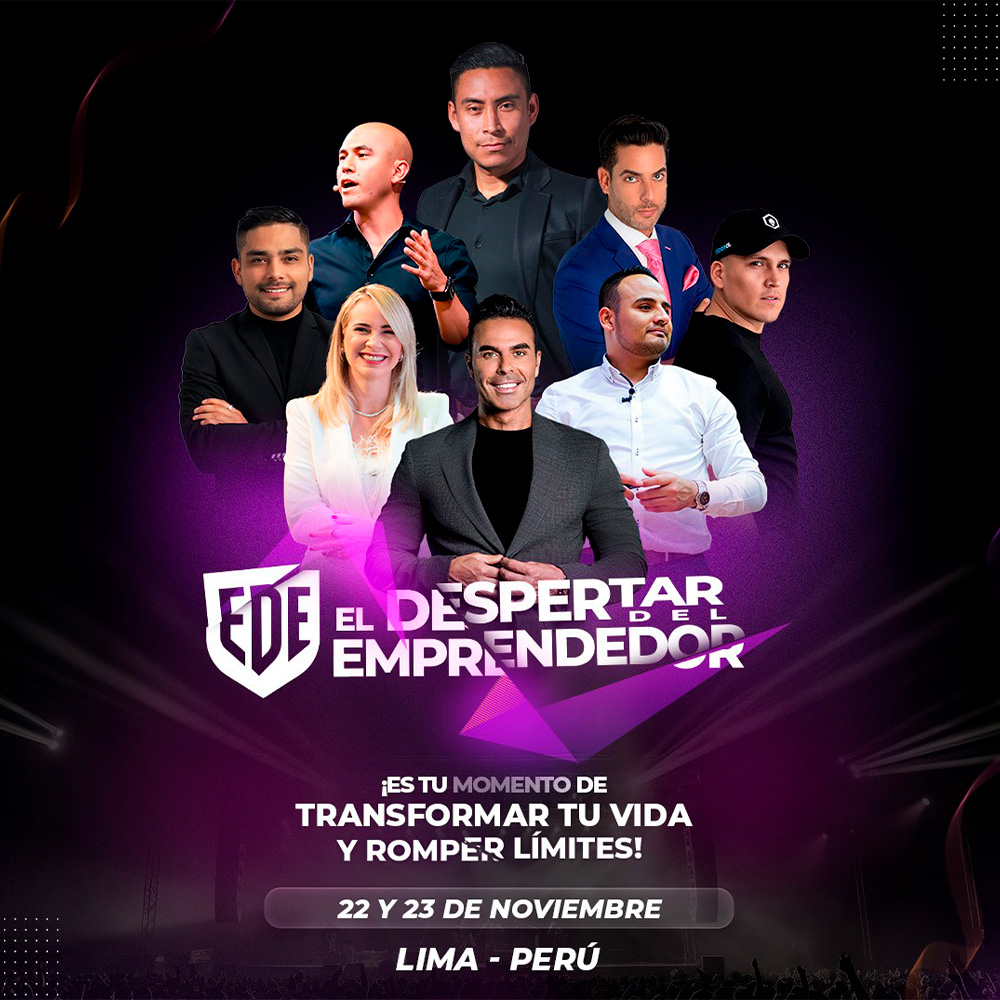 EDE
EL DESPERTAR
DEL
EMPRENDEDOR
¡ES TU MOMENTO DE
TRANSFORMAR TU VIDA
Y ROMPER LÍMITES!
22 Y 23 DE NOVIEMBRE
LIMA - PERÚ